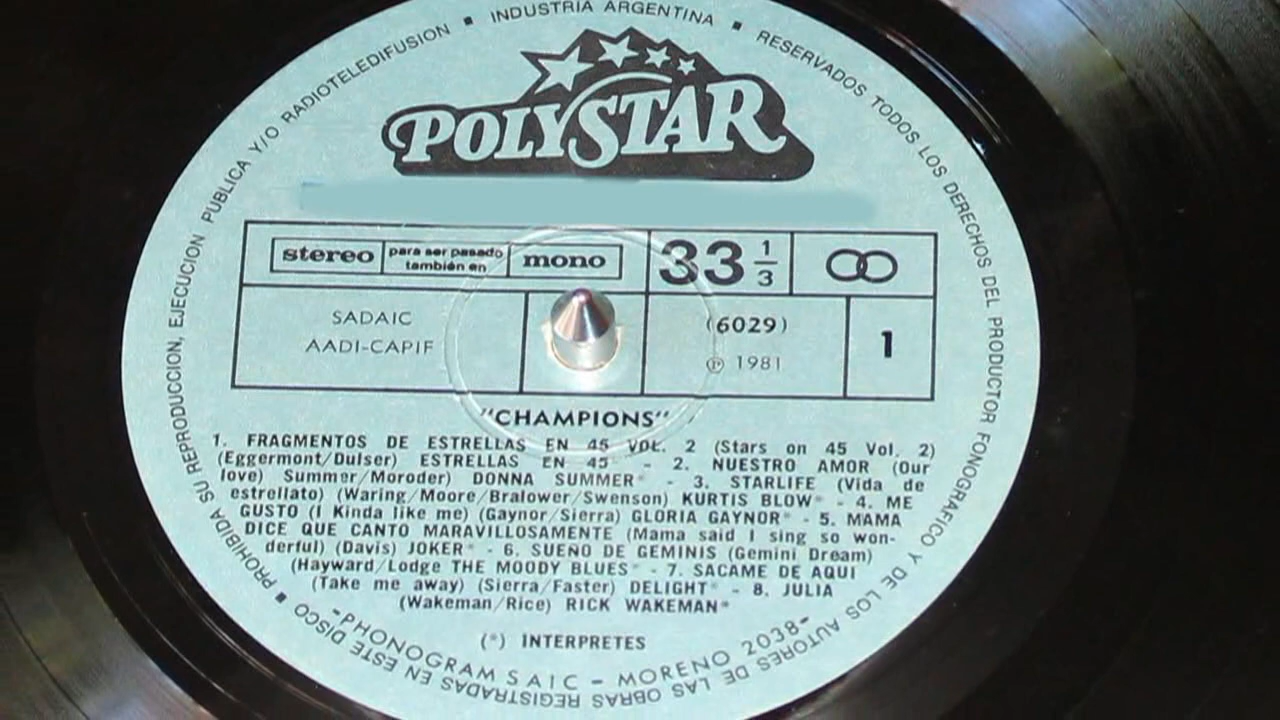 INDUSTRIA ARGENTINA ▪ RESERVADOS TODOS LOS DERECHOS DEL PRODUCTOR FONOGRAFICO Y DE LOS AUTORES DE LAS OBRAS REGISTRADAS EN ESTE DISCO ▪ PROHIBIDA SU REPRODUCCION, EJECUCION PUBLICA Y/O RADIOTELEDIFUSION ▪
POLYSTAR
stereo
para ser pasado
también en
mono
33 1/3
SADAIC
AADI-CAPIF
(6029)
℗ 1981
1
"CHAMPIONS"
1. FRAGMENTOS DE ESTRELLAS EN 45 VOL. 2 (Stars on 45 Vol. 2)
(Eggermont/Dulser) ESTRELLAS EN 45* - 2. NUESTRO AMOR (Our
love) Summer/Moroder) DONNA SUMMER* - 3. STARLIFE (Vida de
estrellato) (Waring/Moore/Bralower/Swenson) KURTIS BLOW* - 4. ME
GUSTO (I Kinda like me) (Gaynor/Sierra) GLORIA GAYNOR* - 5. MAMA
DICE QUE CANTO MARAVILLOSAMENTE (Mama said I sing so won-
derful) (Davis) JOKER* - 6. SUEÑO DE GEMINIS (Gemini Dream)
(Hayward/Lodge THE MOODY BLUES* - 7. SACAME DE AQUI
(Take me away) (Sierra/Faster) DELIGHT* - 8. JULIA
(Wakeman/Rice) RICK WAKEMAN*
(*) INTERPRETES
-PHONOGRAM S A I C - MORENO 2038-